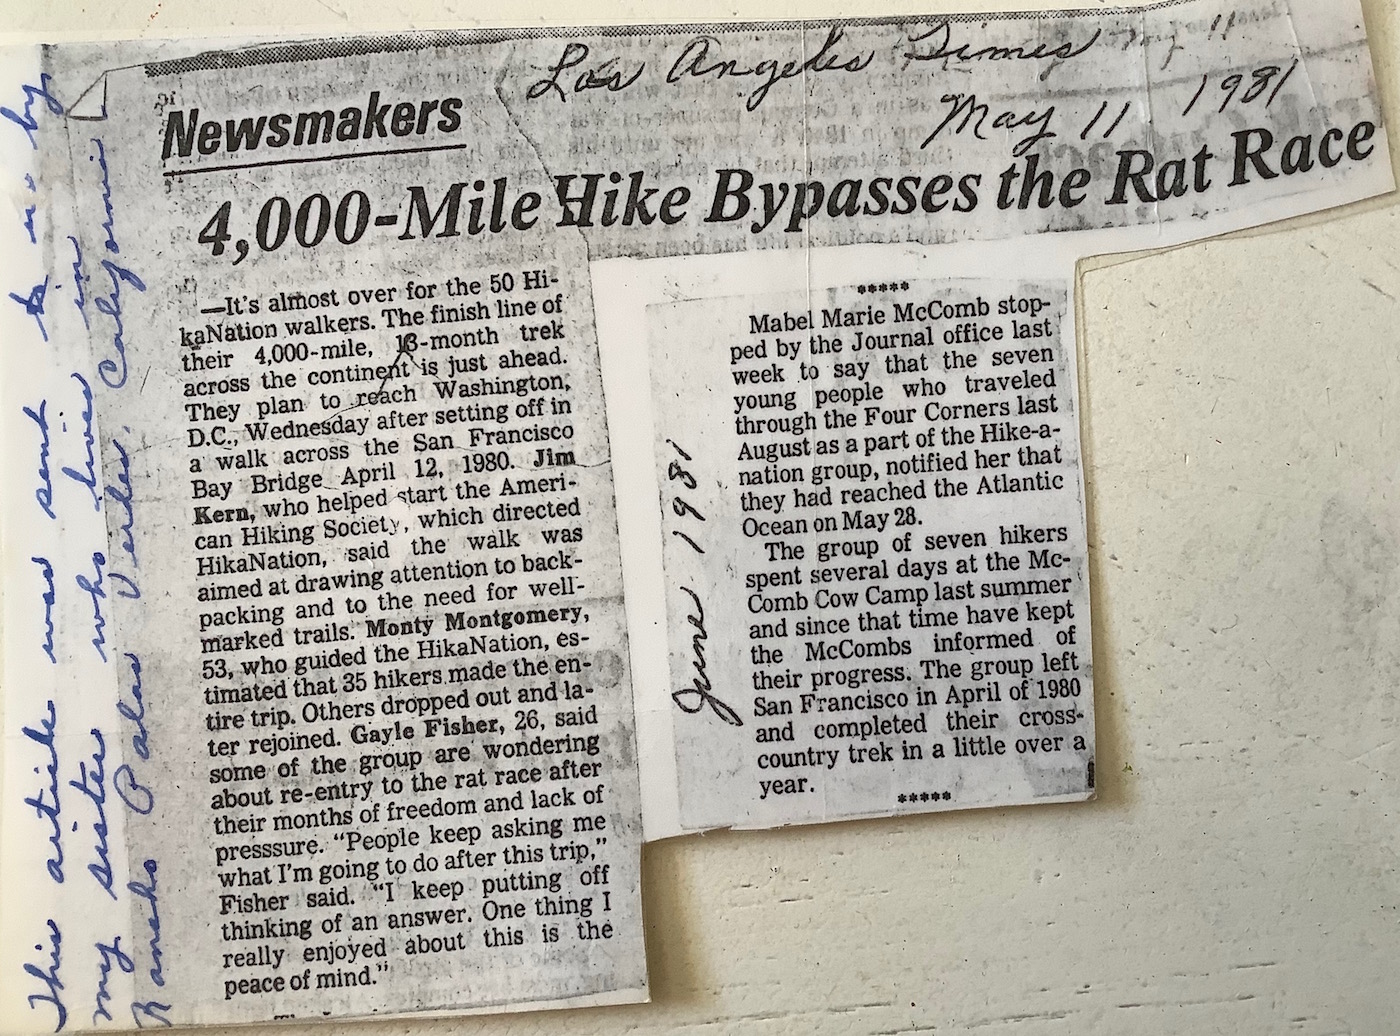 Los Angeles Times
May 11 1981
Newsmakers
4,000-Mile Hike Bypasses the Rat Race
—It's almost over for the 50 Hi-
kaNation walkers. The finish line of
their 4,000-mile, 13-month trek
across the continent is just ahead.
They plan to reach Washington,
D.C., Wednesday after setting off in
a walk across the San Francisco
Bay Bridge April 12, 1980. Jim
Kern, who helped start the Ameri-
can Hiking Society, which directed
HikaNation, said the walk was
aimed at drawing attention to back-
packing and to the need for well-
marked trails. Monty Montgomery,
53, who guided the HikaNation, es-
timated that 35 hikers made the en-
tire trip. Others dropped out and la-
ter rejoined. Gayle Fisher, 26, said
some of the group are wondering
about re-entry to the rat race after
their months of freedom and lack of
presssure. "People keep asking me
what I'm going to do after this trip,"
Fisher said. "I keep putting off
thinking of an answer. One thing I
really enjoyed about this is the
peace of mind."
*****
Mabel Marie McComb stop-
ped by the Journal office last
week to say that the seven
young people who traveled
through the Four Corners last
August as a part of the Hike-a-
nation group, notified her that
they had reached the Atlantic
Ocean on May 28.
The group of seven hikers
spent several days at the Mc-
Comb Cow Camp last summer
and since that time have kept
the McCombs informed of
their progress. The group left
San Francisco in April of 1980
and completed their cross-
country trek in a little over a
year.
*****
June 1981
This article was sent to us by
my sister who lives in
Rancho Palos Verdes, California